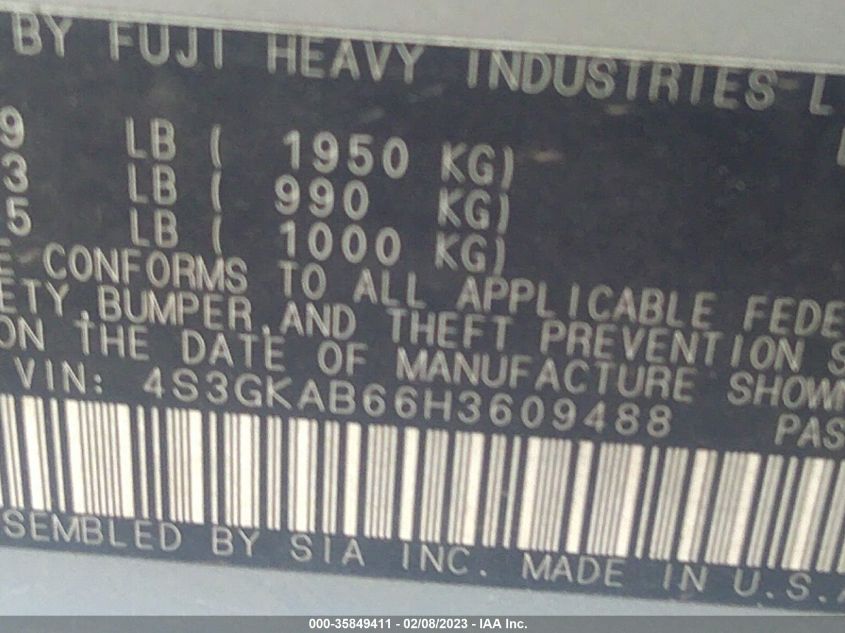 BY FUJI HEAVY INDUSTRIES L
9 LB ( 1950 KG)
3 LB ( 990 KG)
5 LB ( 1000 KG)
CONFORMS TO ALL APPLICABLE FEDE
ETY, BUMPER, AND THEFT PREVENTION S
ON THE DATE OF MANUFACTURE SHOWN
VIN: 4S3GKAB66H3609488 PAS
SEMBLED BY SIA INC. MADE IN U.S.A
000-35849411 - 02/08/2023 - IAA Inc.